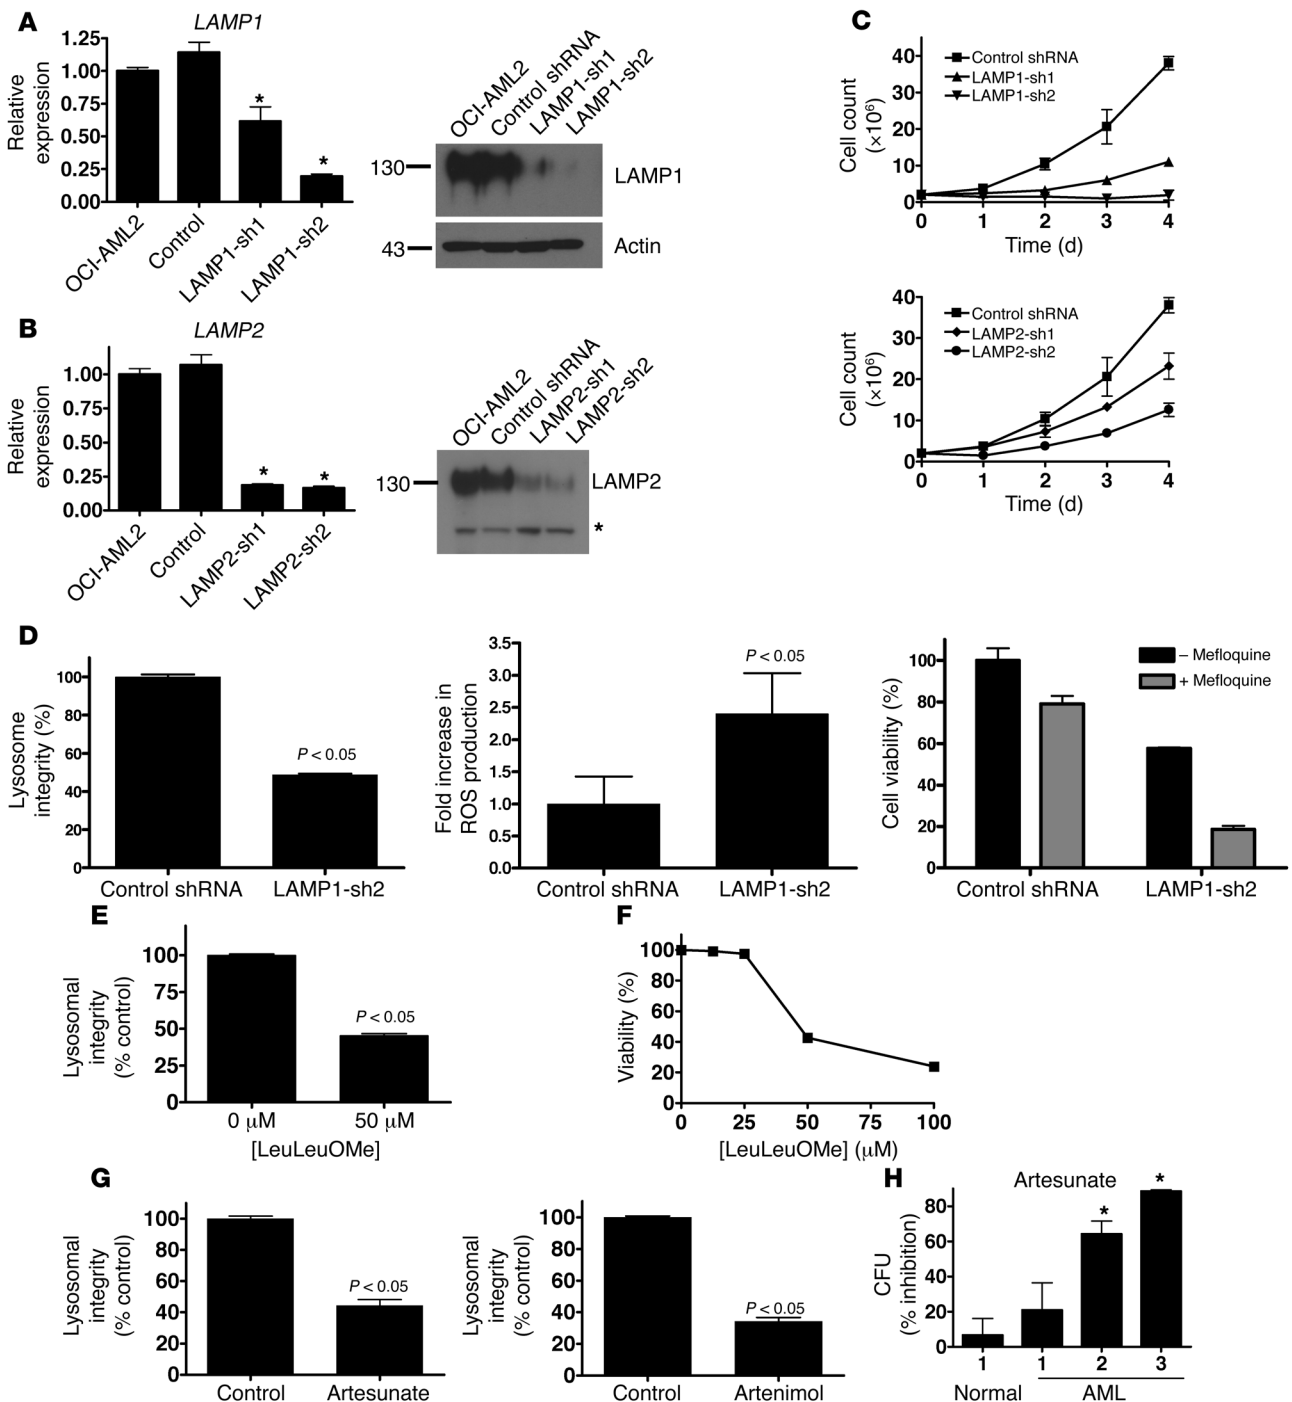 A
LAMP1
Relative
expression
1.25
1.00
0.75
0.50
0.25
0.00
*
*
OCI-AML2
Control
LAMP1-sh1
LAMP1-sh2
OCI-AML2
Control shRNA
LAMP1-sh1
LAMP1-sh2
130
LAMP1
43
Actin
B
LAMP2
Relative
expression
1.00
0.75
0.50
0.25
0.00
*
*
OCI-AML2
Control
LAMP2-sh1
LAMP2-sh2
OCI-AML2
Control shRNA
LAMP2-sh1
LAMP2-sh2
130
LAMP2
*
C
Cell count
(×10⁶)
40
30
20
10
0
Control shRNA
LAMP1-sh1
LAMP1-sh2
0 1 2 3 4
Time (d)
Cell count
(×10⁶)
40
30
20
10
0
Control shRNA
LAMP2-sh1
LAMP2-sh2
0 1 2 3 4
Time (d)
D
Lysosome
integrity (%)
100
80
60
40
20
0
P < 0.05
Control shRNA LAMP1-sh2
Fold increase in
ROS production
3.5
3.0
2.5
2.0
1.5
1.0
0.5
0.0
P < 0.05
Control shRNA LAMP1-sh2
Cell viability (%)
100
80
60
40
20
0
– Mefloquine
+ Mefloquine
Control shRNA LAMP1-sh2
E
Lysosomal
integrity
(% control)
100
75
50
25
0
P < 0.05
0 μM 50 μM
[LeuLeuOMe]
F
Viability (%)
100
80
60
40
20
0
0 25 50 75 100
[LeuLeuOMe] (μM)
G
Lysosomal
integrity
(% control)
100
80
60
40
20
0
P < 0.05
Control Artesunate
Lysosomal
integrity
(% control)
100
80
60
40
20
0
P < 0.05
Control Artenimol
H
Artesunate
CFU
(% inhibition)
80
60
40
20
0
*
*
1 1 2 3
Normal AML